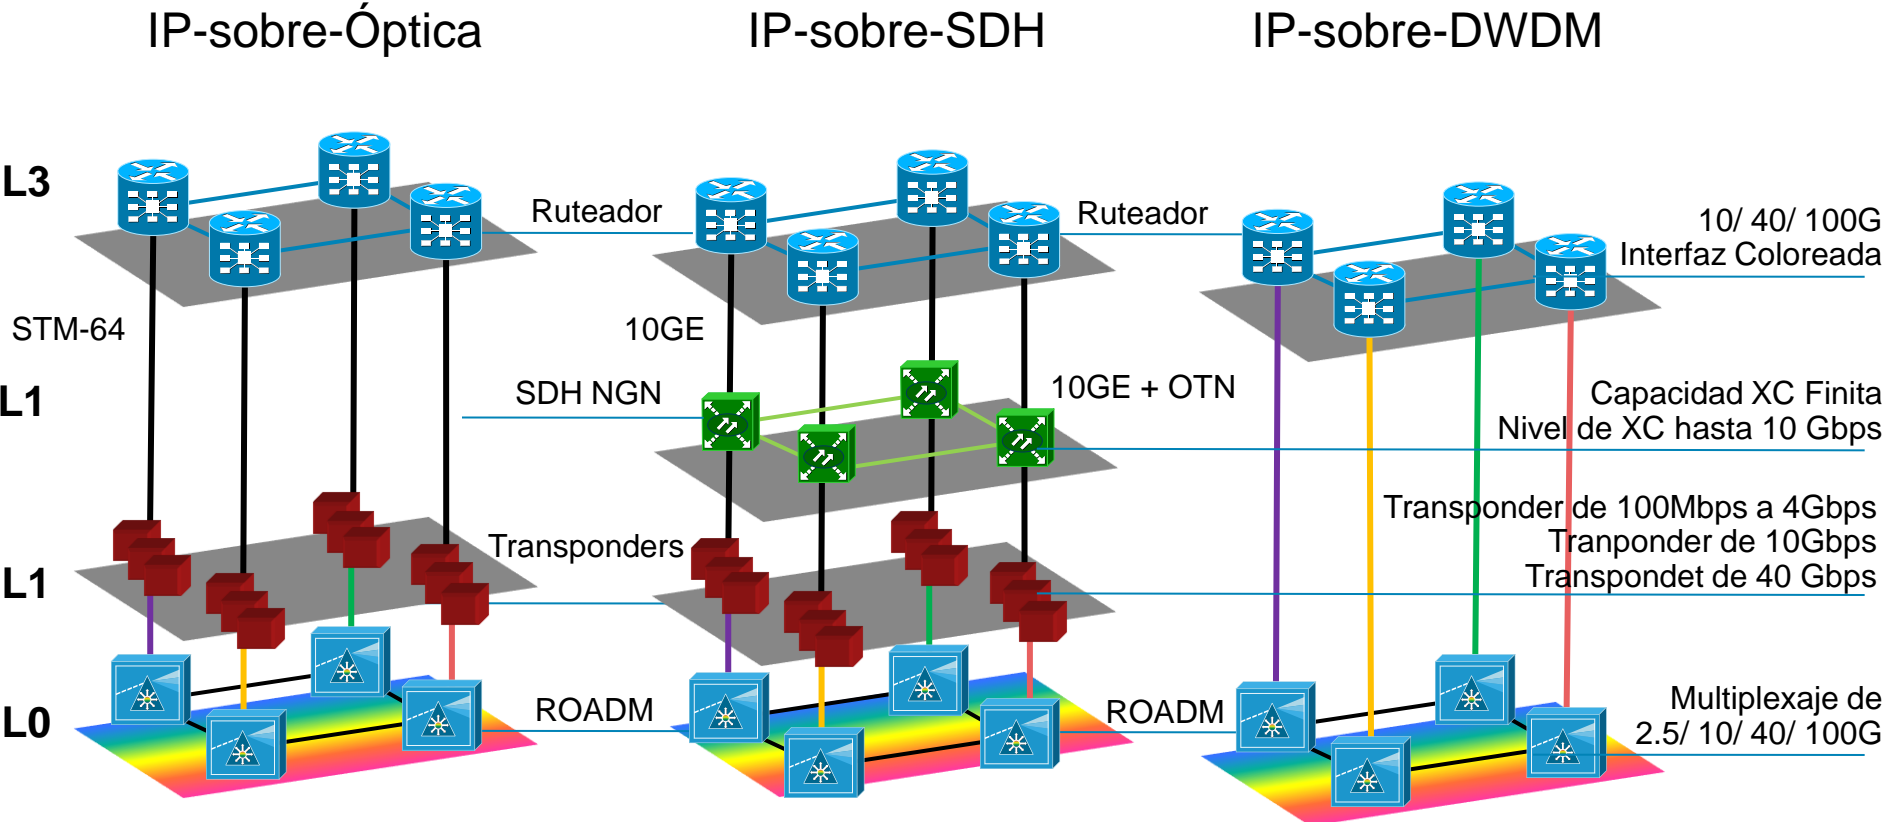 IP-sobre-Óptica
IP-sobre-SDH
IP-sobre-DWDM
L3
Ruteador
Ruteador
10/ 40/ 100G
Interfaz Coloreada
STM-64
10GE
L1
SDH NGN
10GE + OTN
Capacidad XC Finita
Nivel de XC hasta 10 Gbps
Transponder de 100Mbps a 4Gbps
Tranponder de 10Gbps
Transpondet de 40 Gbps
L1
Transponders
L0
ROADM
ROADM
Multiplexaje de
2.5/ 10/ 40/ 100G